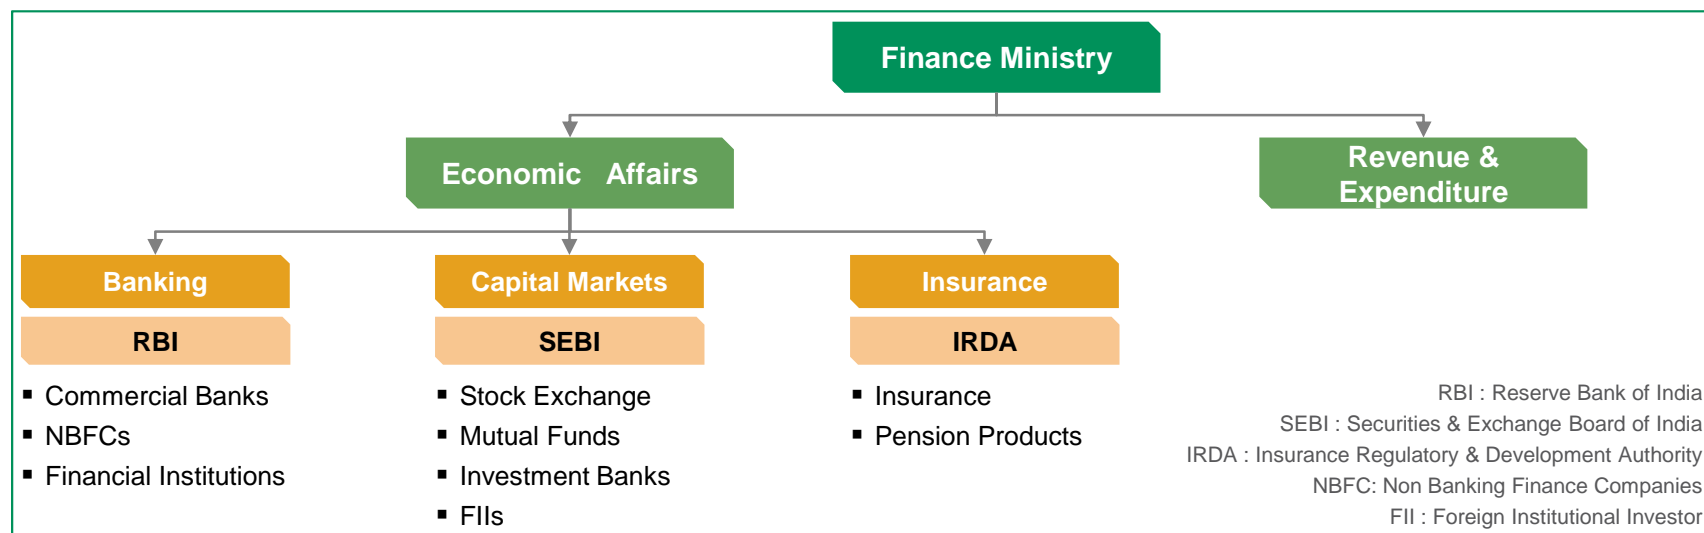 Finance Ministry
Economic Affairs
Revenue &
Expenditure
Banking
RBI
▪ Commercial Banks
▪ NBFCs
▪ Financial Institutions
Capital Markets
SEBI
▪ Stock Exchange
▪ Mutual Funds
▪ Investment Banks
▪ FIIs
Insurance
IRDA
▪ Insurance
▪ Pension Products
RBI : Reserve Bank of India
SEBI : Securities & Exchange Board of India
IRDA : Insurance Regulatory & Development Authority
NBFC: Non Banking Finance Companies
FII : Foreign Institutional Investor